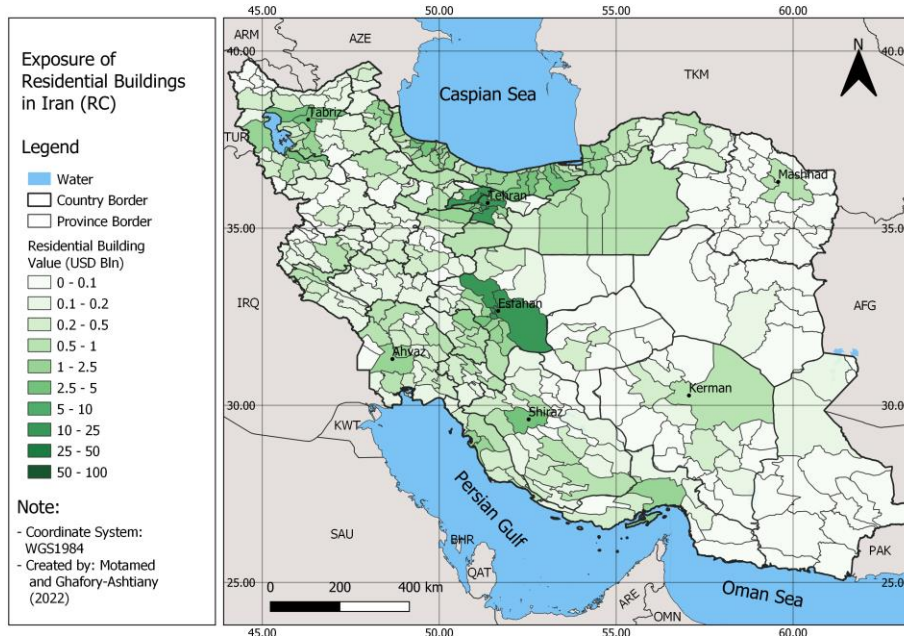 Exposure of
Residential Buildings
in Iran (RC)
Legend
Water
Country Border
Province Border
Residential Building
Value (USD Bln)
0 - 0.1
0.1 - 0.2
0.2 - 0.5
0.5 - 1
1 - 2.5
2.5 - 5
5 - 10
10 - 25
25 - 50
50 - 100
Note:
- Coordinate System:
WGS1984
- Created by: Motamed
and Ghafory-Ashtiany
(2022)
45.00 50.00 55.00 60.00
ARM
AZE
N
40.00 40.00
TKM
Caspian Sea
Tabriz
TUR
Mashhad
Tehran
35.00 35.00
IRQ
AFG
Esfahan
Ahvaz
Kerman
30.00 30.00
Shiraz
KWT
Persian Gulf
SAU
BHR
PAK
QAT
25.00 25.00
ARE
Oman Sea
0 200 400 km
OMN
45.00 50.00 55.00 60.00